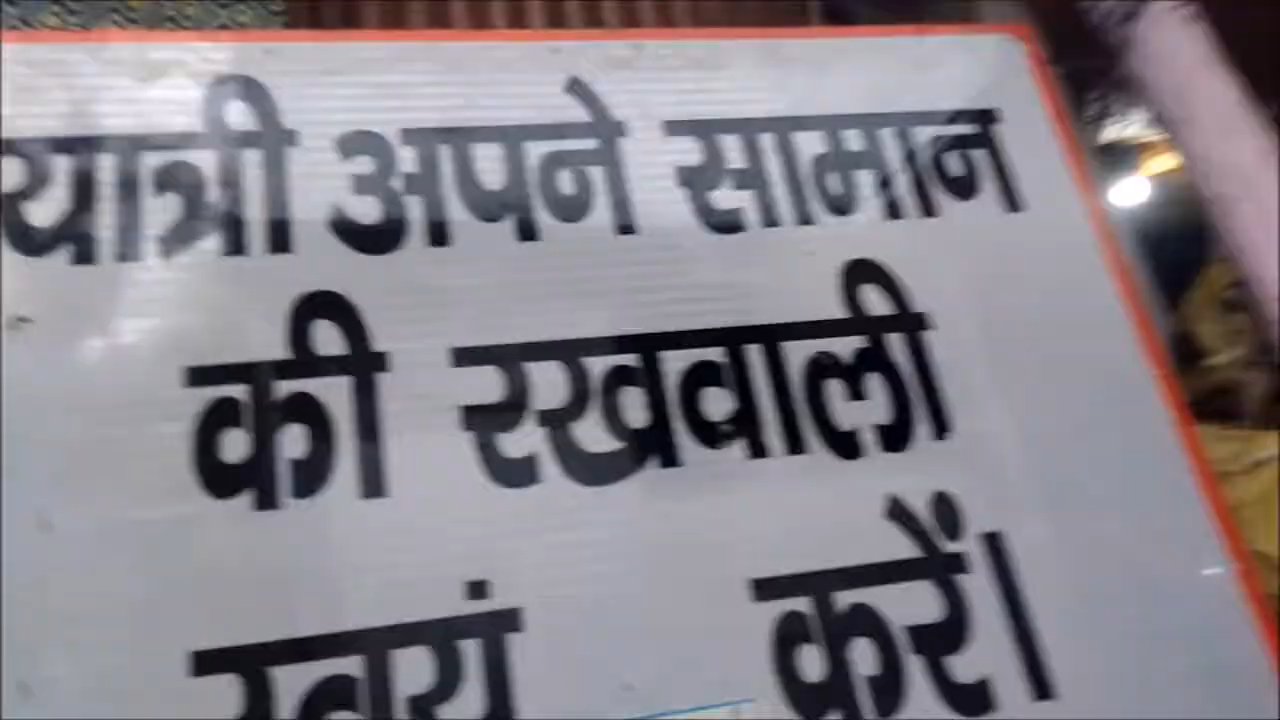 यात्री अपने सामान
की रखवाली
स्वयं करें।